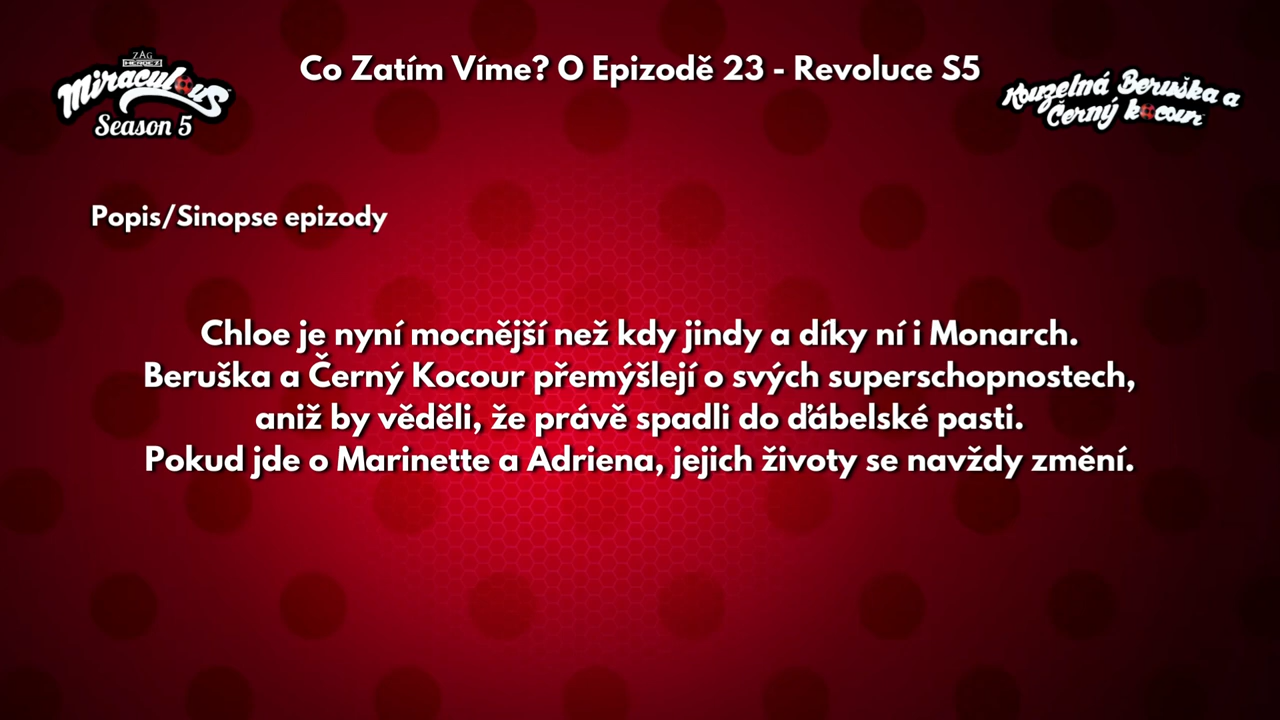 ZAG
HEROEZ
Miraculous
Season 5
Co Zatím Víme? O Epizodě 23 - Revoluce S5
Kouzelná Beruška a
Černý kocour
Popis/Sinopse epizody
Chloe je nyní mocnější než kdy jindy a díky ní i Monarch.
Beruška a Černý Kocour přemýšlejí o svých superschopnostech,
aniž by věděli, že právě spadli do ďábelské pasti.
Pokud jde o Marinette a Adriena, jejich životy se navždy změní.